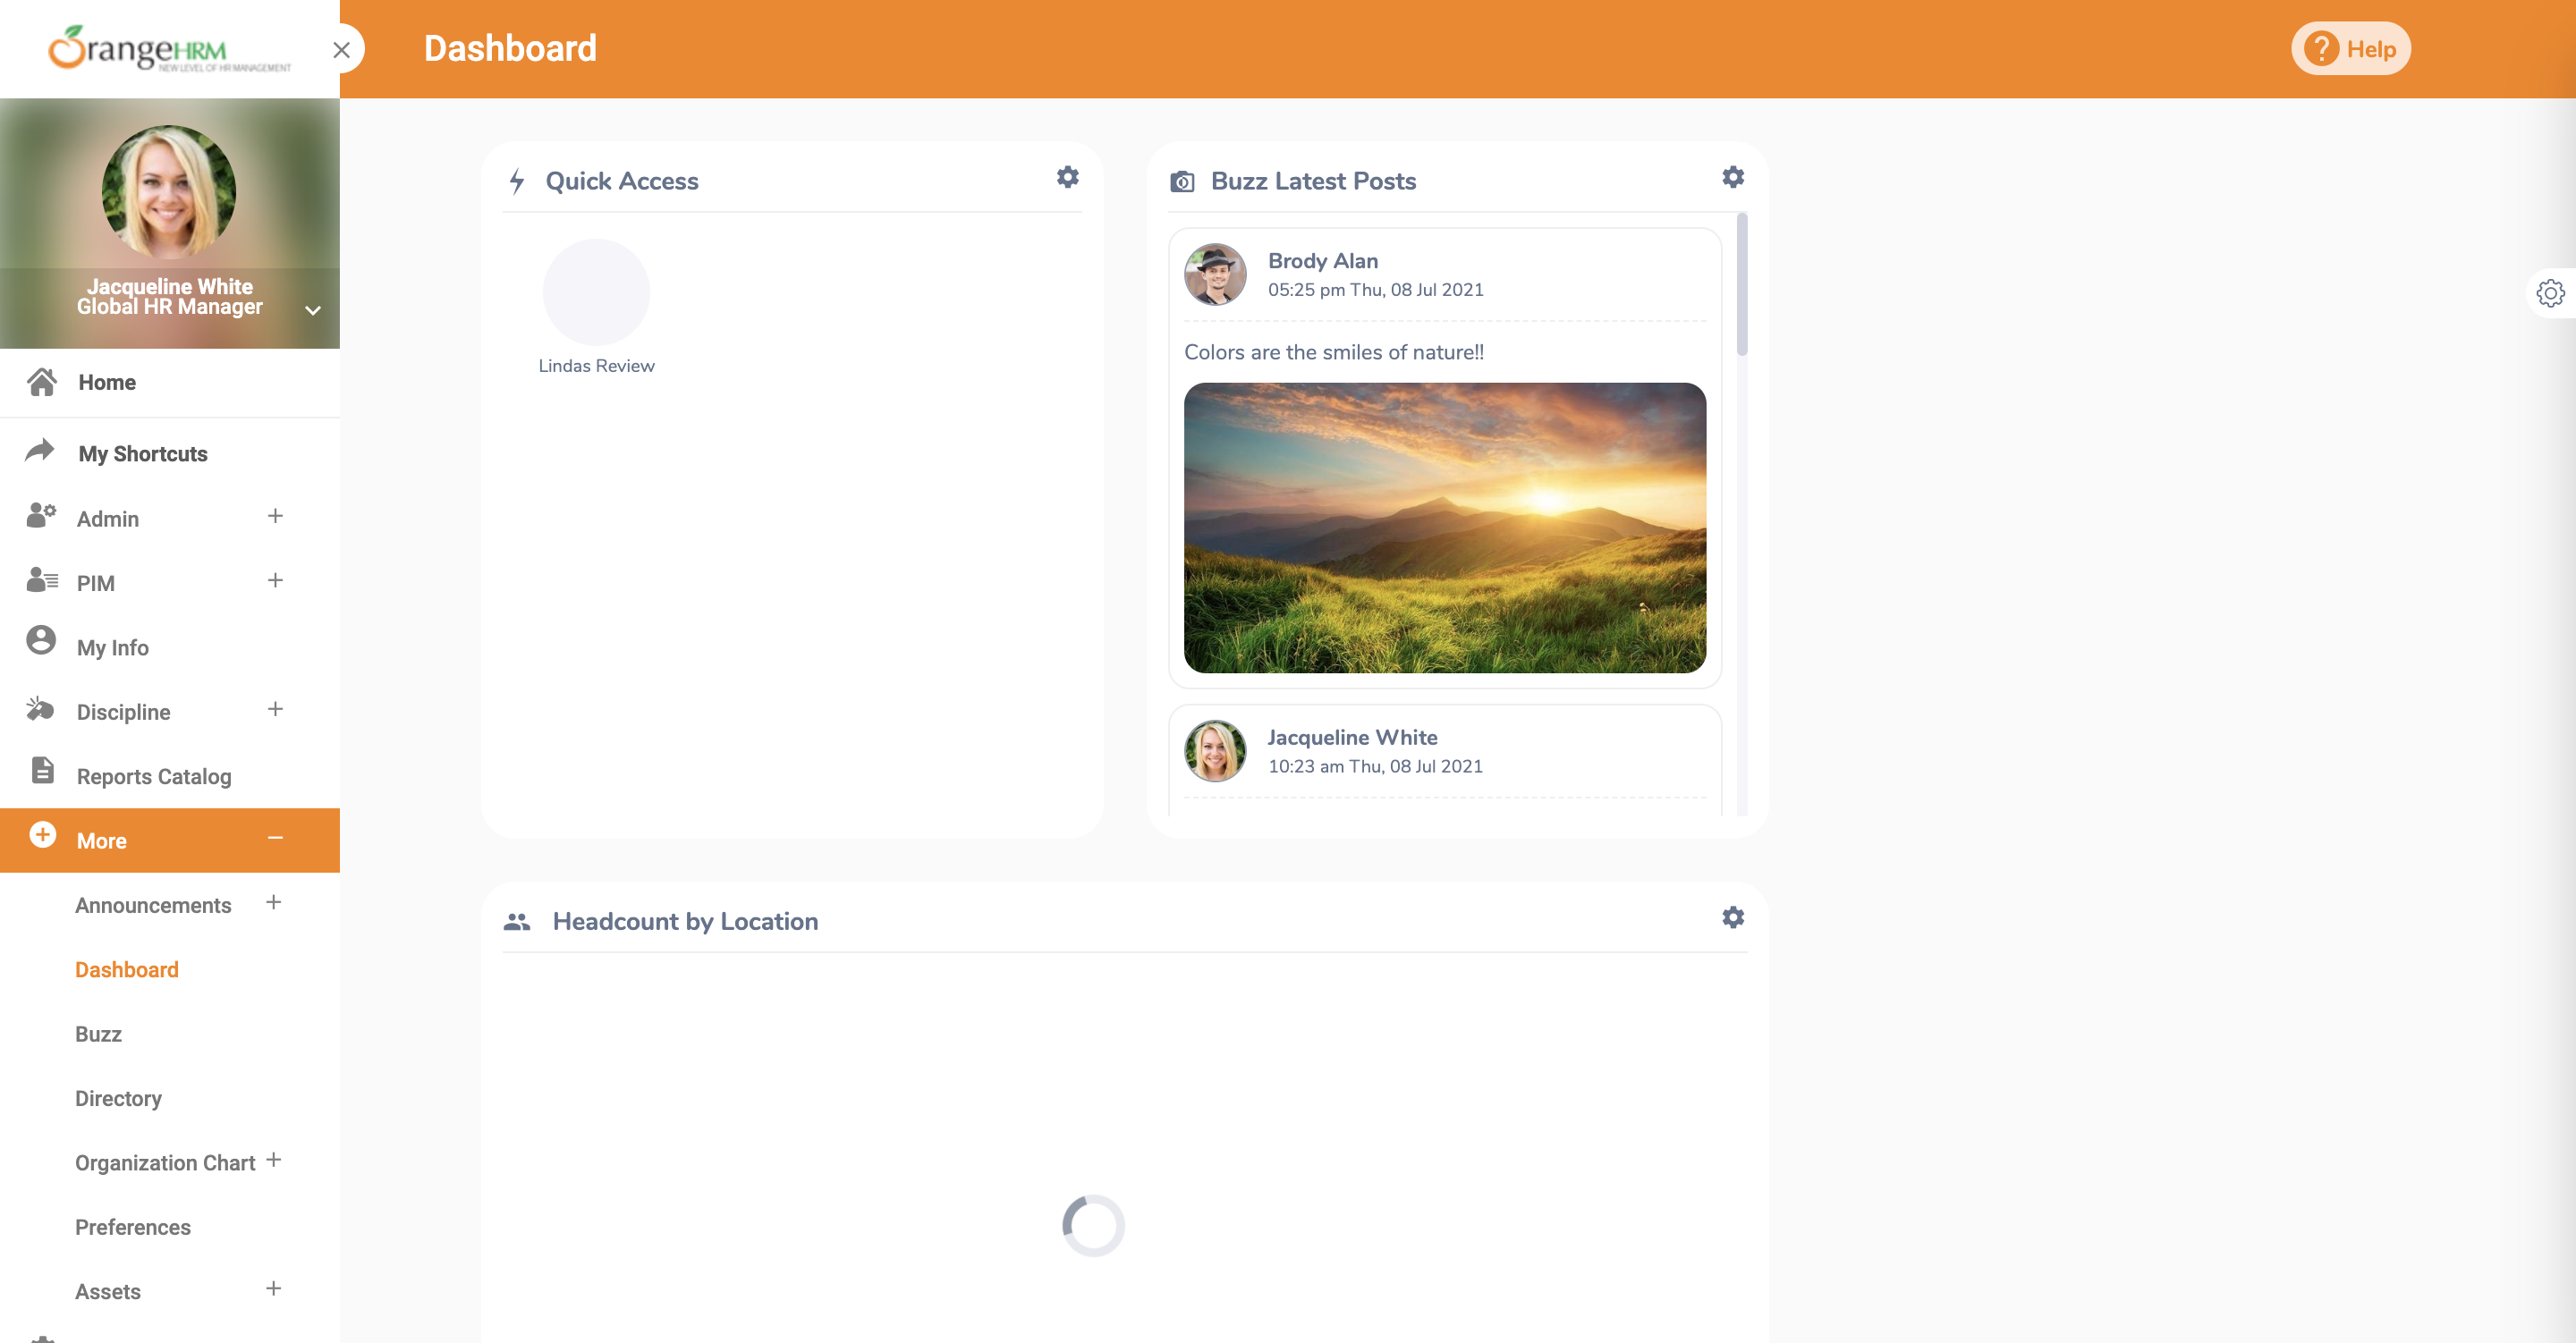 OrangeHRM
NEW LEVEL OF HR MANAGEMENT
Dashboard
Help
Jacqueline White
Global HR Manager
Home
My Shortcuts
Admin
PIM
My Info
Discipline
Reports Catalog
More
Announcements
Dashboard
Buzz
Directory
Organization Chart
Preferences
Assets
Quick Access
Lindas Review
Buzz Latest Posts
Brody Alan
05:25 pm Thu, 08 Jul 2021
Colors are the smiles of nature!!
Jacqueline White
10:23 am Thu, 08 Jul 2021
Headcount by Location